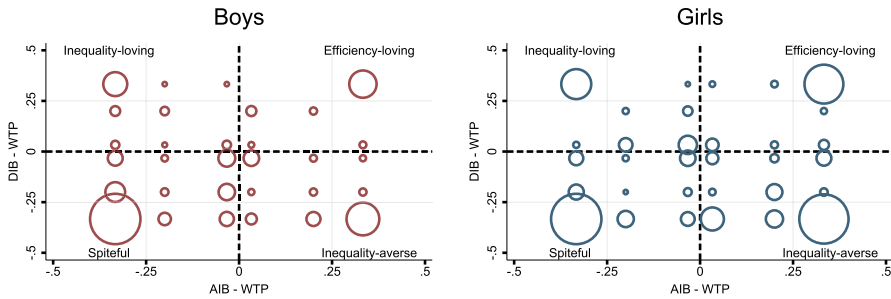 Boys
Girls
Inequality-loving
Efficiency-loving
Inequality-loving
Efficiency-loving
.5
.25
0
-.25
-.5
DIB - WTP
.5
.25
0
-.25
-.5
DIB - WTP
Spiteful
Inequality-averse
Spiteful
Inequality-averse
-.5
-.25
0
.25
.5
-.5
-.25
0
.25
.5
AIB - WTP
AIB - WTP